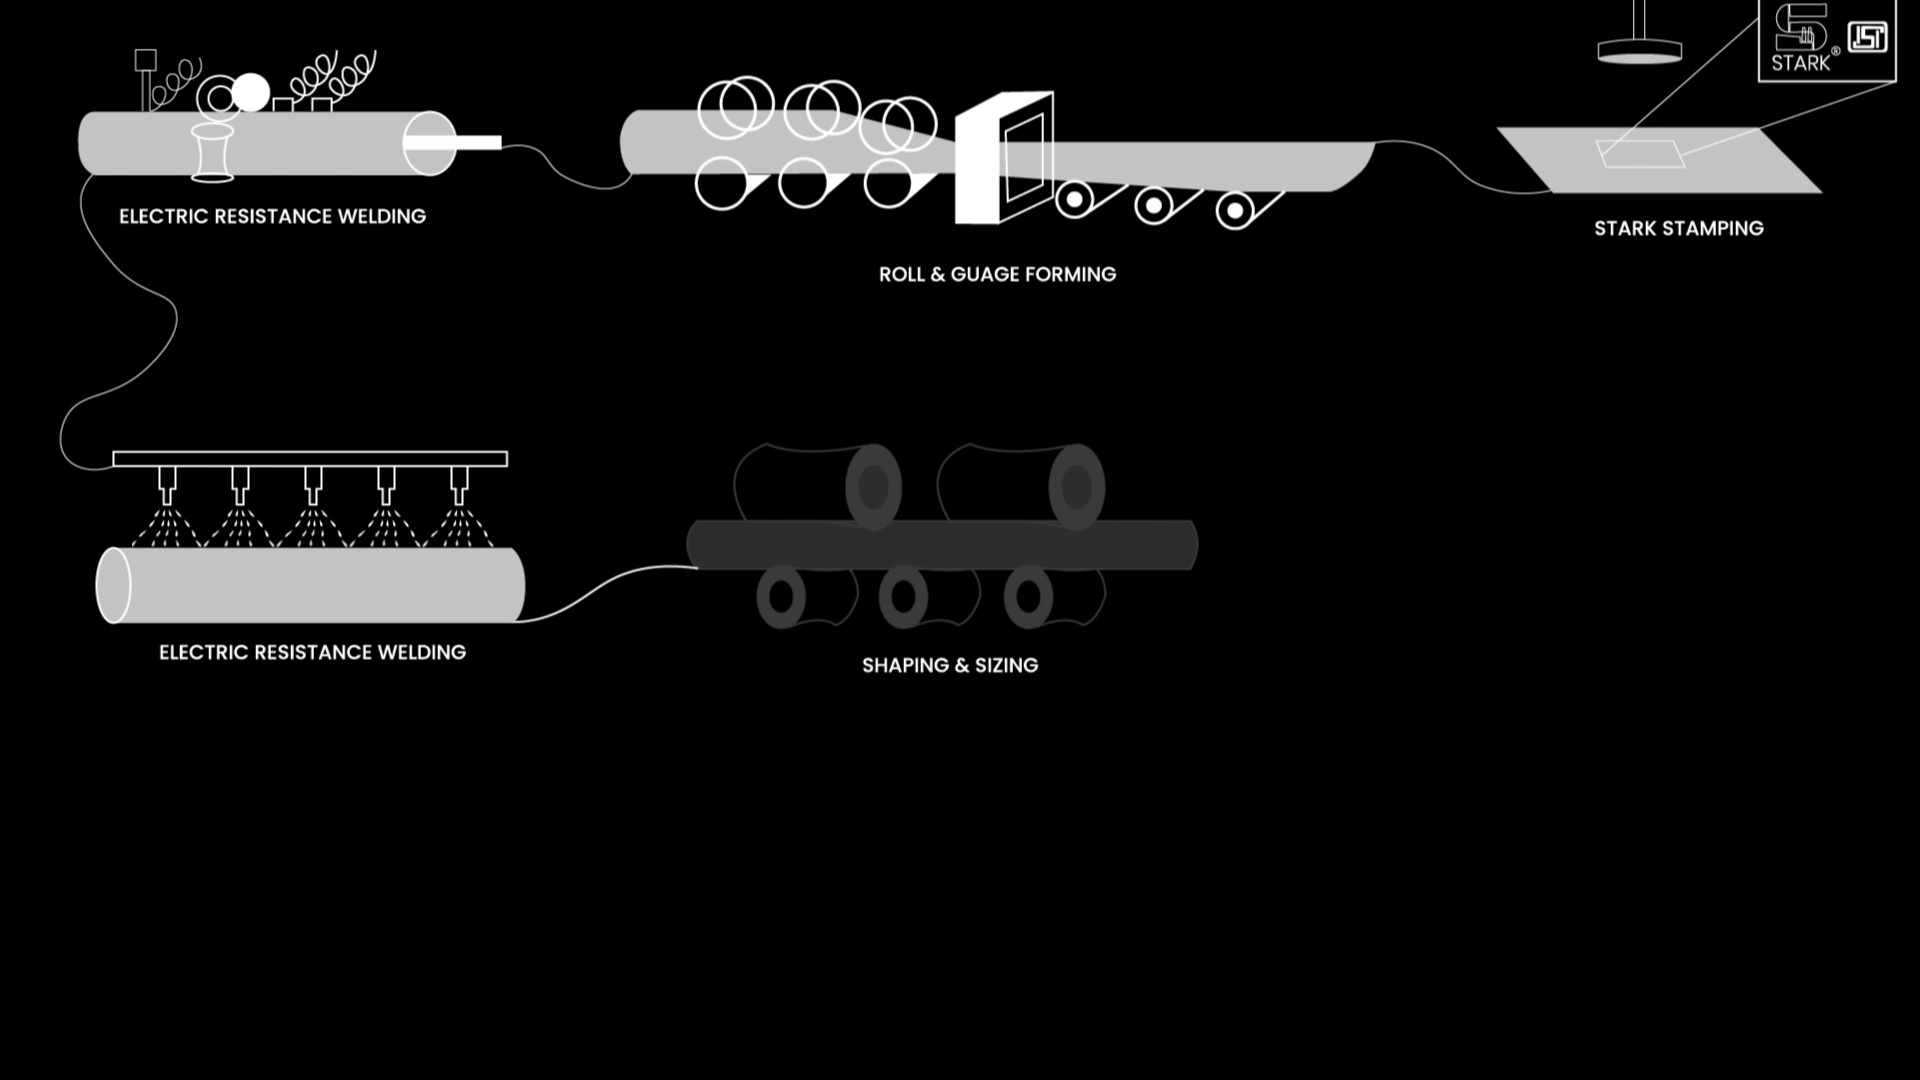 STARK®
ISI
ELECTRIC RESISTANCE WELDING
STARK STAMPING
ROLL & GUAGE FORMING
ELECTRIC RESISTANCE WELDING
SHAPING & SIZING